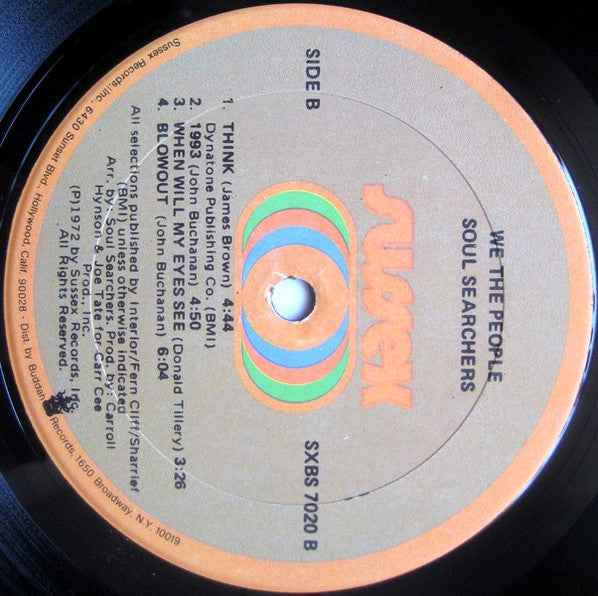 WE THE PEOPLE
SOUL SEARCHERS
sussex
SIDE B
SXBS 7020 B
1. THINK (James Brown) 4:44
Dynatone Publishing Co. (BMI)
2. 1993 (John Buchanan) 4:50
3. WHEN WILL MY EYES SEE (Donald Tillery) 3:26
4. BLOWOUT (John Buchanan) 6:04
All selections published by Interior/Fern Cliff/Sharrief
(BMI) unless otherwise indicated
Arr. by: Soul Searchers, Prod. by: Carroll
Hynson & Joe Tate for Carr Cee
Prod., Inc.
(P)1972 by Sussex Records, Inc.
All Rights Reserved.
Sussex Records, Inc., 6430 Sunset Blvd., Hollywood, Calif. 90028 · Dist by Buddah Records, 1650 Broadway, N.Y. 10019